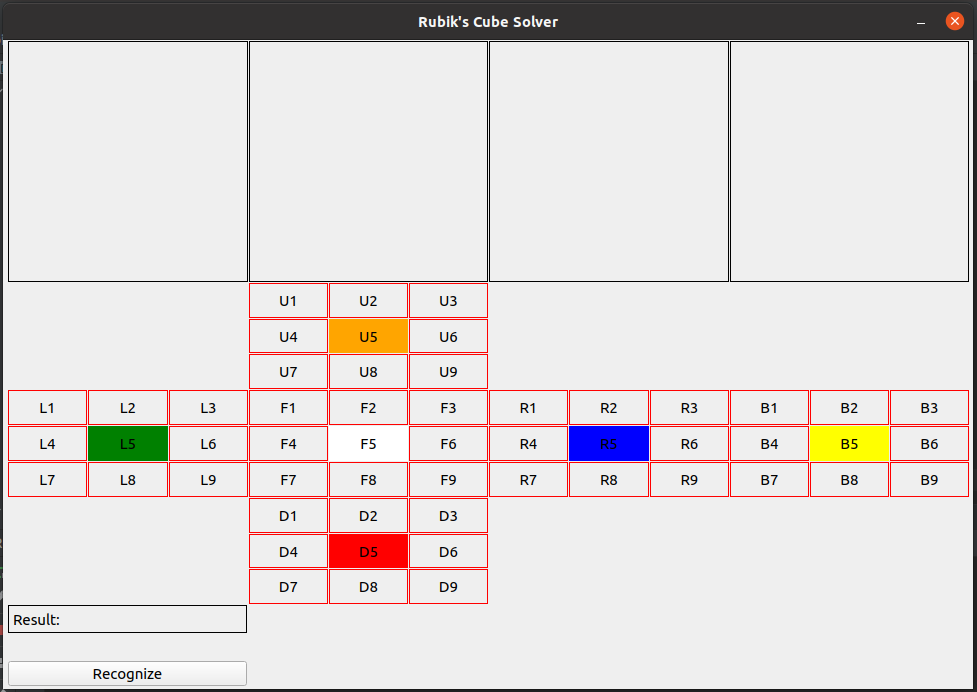 Rubik's Cube Solver
U1 U2 U3
U4 U5 U6
U7 U8 U9
L1 L2 L3 F1 F2 F3 R1 R2 R3 B1 B2 B3
L4 L5 L6 F4 F5 F6 R4 R5 R6 B4 B5 B6
L7 L8 L9 F7 F8 F9 R7 R8 R9 B7 B8 B9
D1 D2 D3
D4 D5 D6
D7 D8 D9
Result:
Recognize